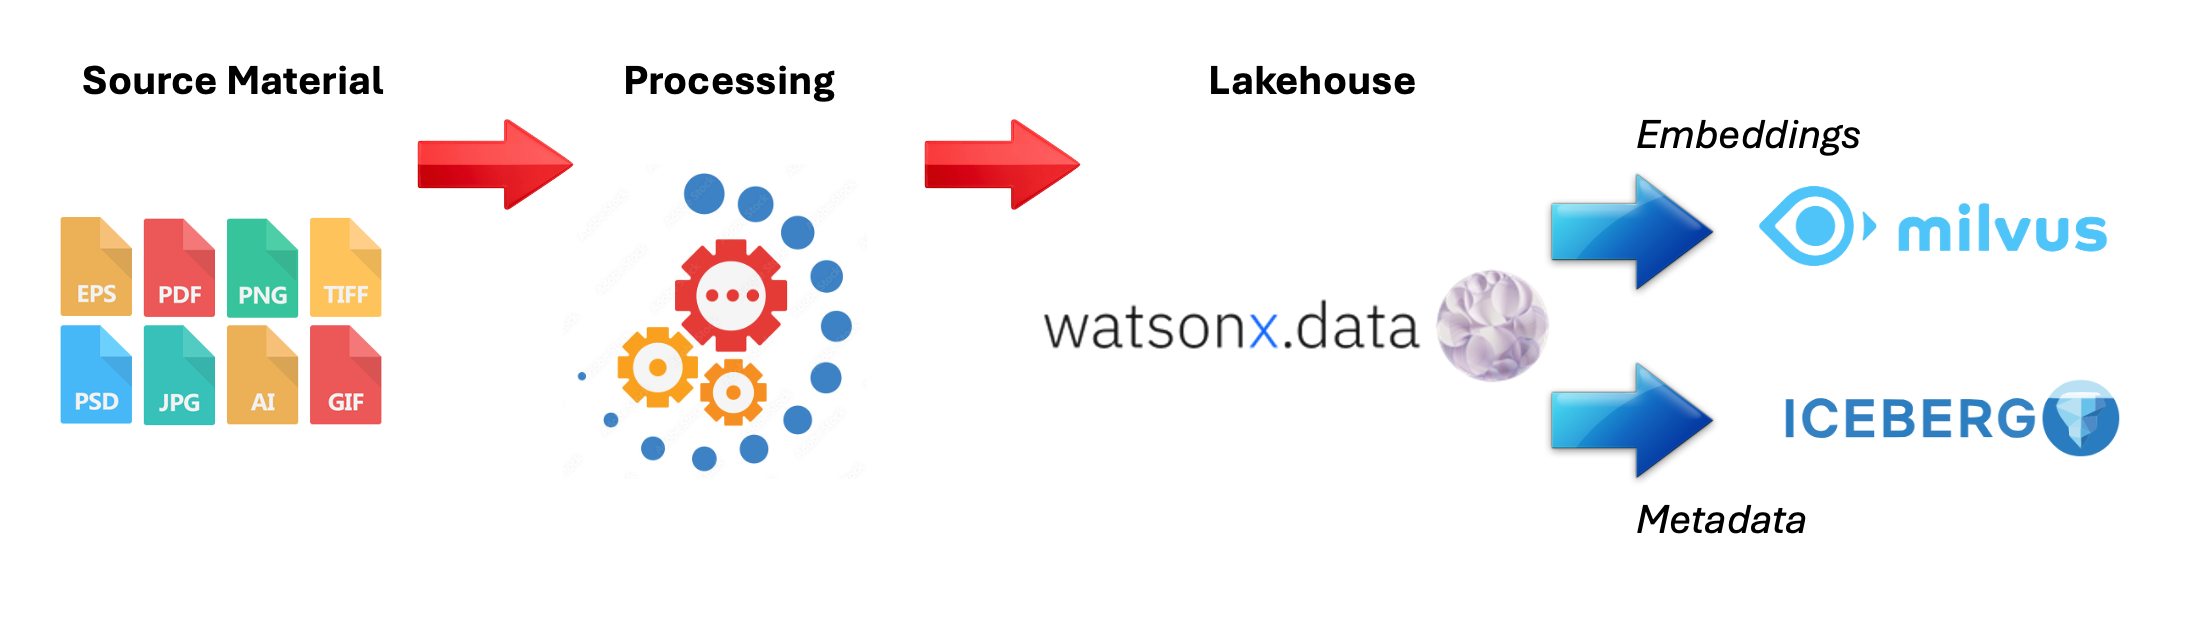 Source Material
Processing
Lakehouse
Embeddings
milvus
EPS PDF PNG TIFF
watsonx.data
PSD JPG AI GIF
ICEBERG
Metadata